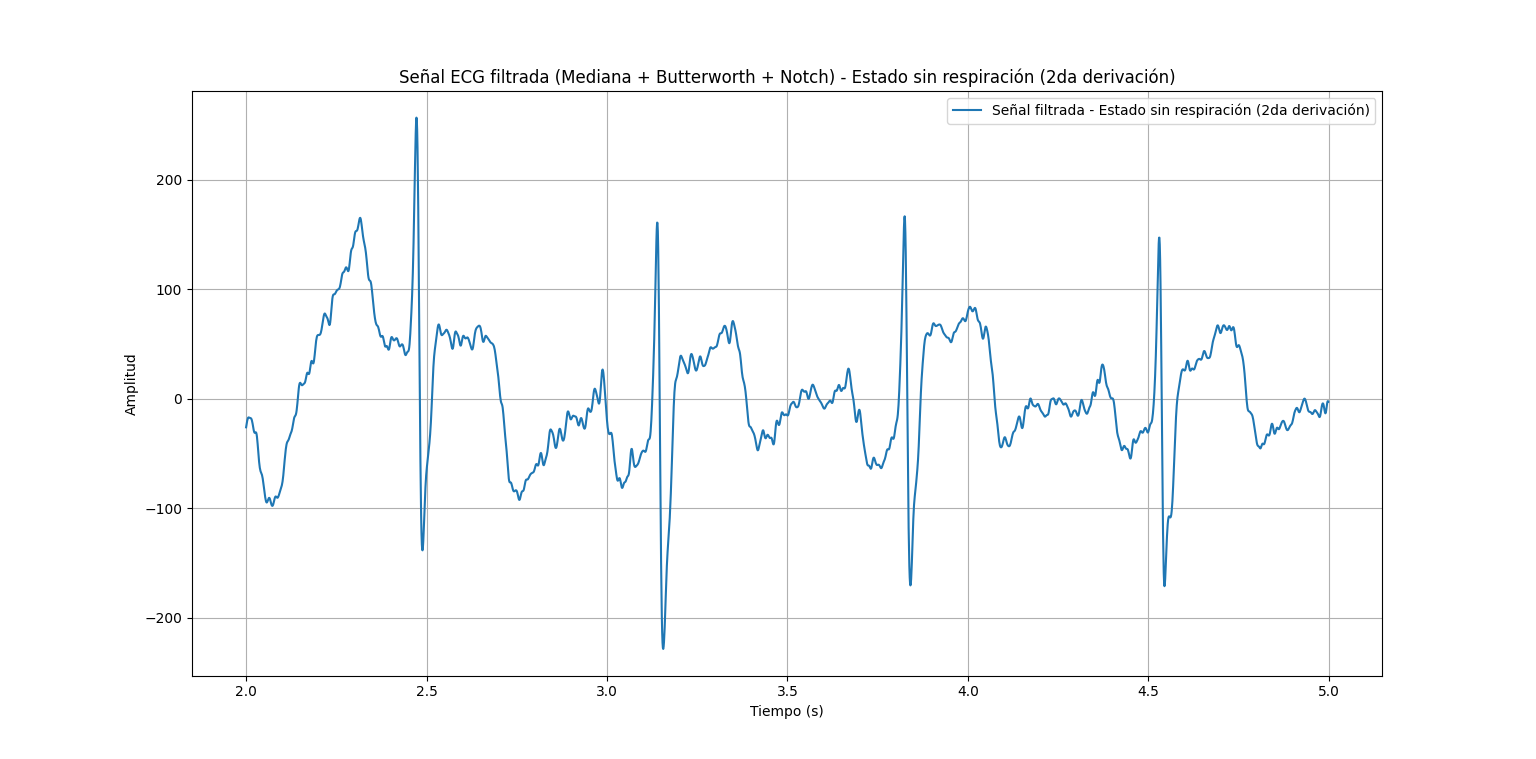 Señal ECG filtrada (Mediana + Butterworth + Notch) - Estado sin respiración (2da derivación)
Señal filtrada - Estado sin respiración (2da derivación)
Amplitud
200
100
0
−100
−200
2.0 2.5 3.0 3.5 4.0 4.5 5.0
Tiempo (s)